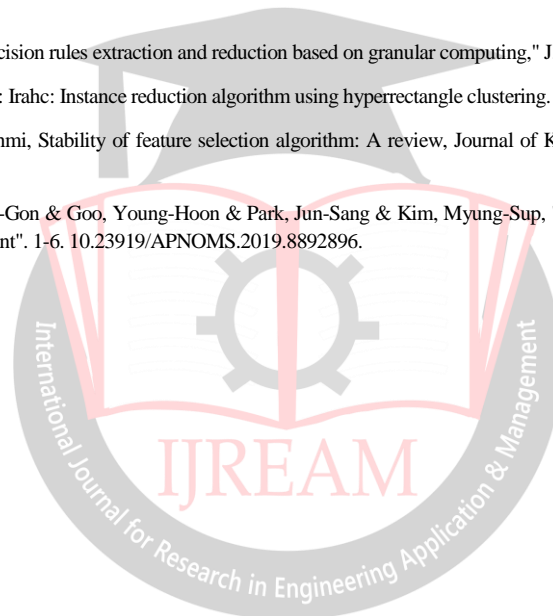 cision rules extraction and reduction based on granular computing," J
: Irahc: Instance reduction algorithm using hyperrectangle clustering.
nmi, Stability of feature selection algorithm: A review, Journal of K
-Gon & Goo, Young-Hoon & Park, Jun-Sang & Kim, Myung-Sup,
nt". 1-6. 10.23919/APNOMS.2019.8892896.
International Journal for Research in Engineering Application & Management
IJREAM